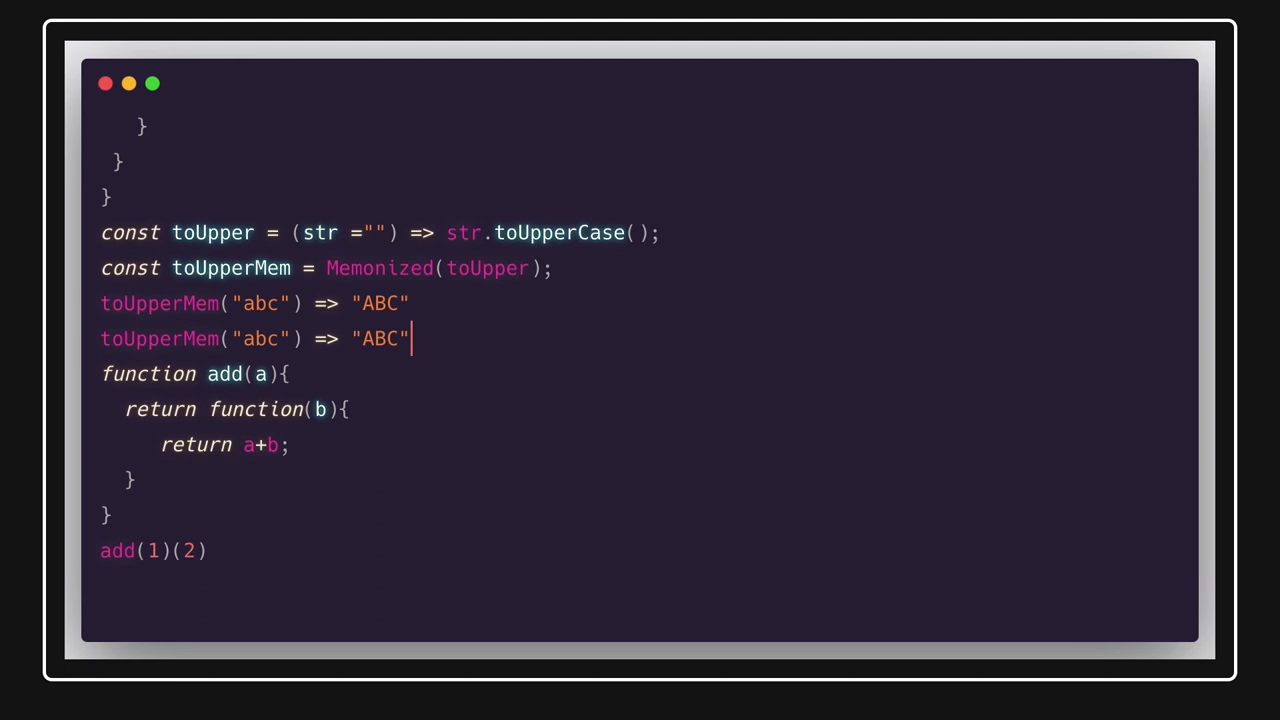 }
}
}
const toUpper = (str ="") => str.toUpperCase();
const toUpperMem = Memonized(toUpper);
toUpperMem("abc") => "ABC"
toUpperMem("abc") => "ABC"
function add(a){
return function(b){
return a+b;
}
}
add(1)(2)